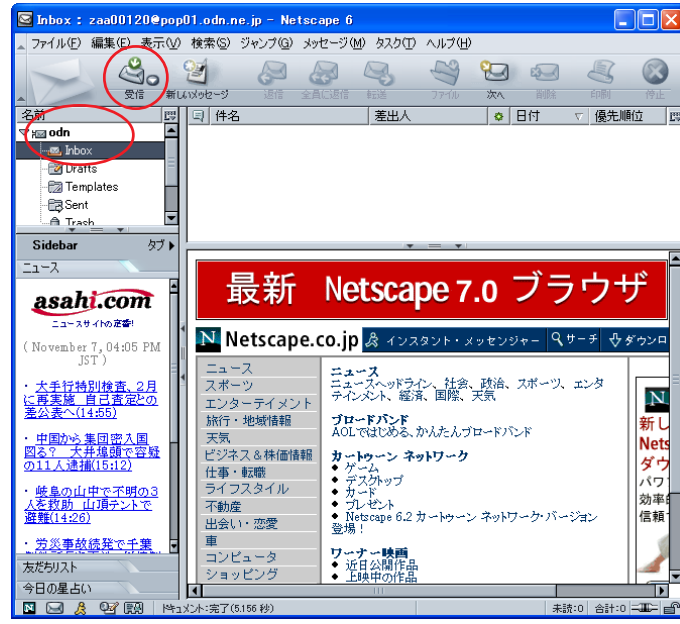 Inbox : zaa00120@pop01.odn.ne.jp - Netscape 6
ファイル(F) 編集(E) 表示(V) 検索(S) ジャンプ(G) メッセージ(M) タスク(T) ヘルプ(H)
受信 新しいメッセージ 返信 全員に返信 転送 ファイル 次へ 削除 印刷 停止
名前 件名 差出人 日付 優先順位
odn
Inbox
Drafts
Templates
Sent
Trash
Sidebar タブ
ニュース
asahi.com
ニュースサイトの定番!
( November 7, 04:05 PM
JST )
・ 大手行特別検査、2月
に再実施 自己査定との
差公表へ(14:55)
・ 中国から集団密入国
図る? 大井埠頭で容疑
の11人逮捕(15:12)
・ 岐阜の山中で不明の3
人を救助 山頂テントで
避難(14:26)
・ 労災事故続発で千葉
友だちリスト
今日の星占い
最新 Netscape 7.0 ブラウザ
N Netscape.co.jp インスタント・メッセンジャー サーチ ダウンロ
ニュース
スポーツ
エンターテイメント
旅行・地域情報
天気
ビジネス&株価情報
仕事・転職
ライフスタイル
不動産
出会い・恋愛
車
コンピュータ
ショッピング
ニュース
ニュースヘッドライン、社会、政治、スポーツ、エンタ
テインメント、経済、国際、天気
ブロードバンド
AOLではじめる、かんたんブロードバンド
カートゥーン ネットワーク
◆ ゲーム
◆ デスクトップ
◆ カード
◆ プレゼント
◆ Netscape 6.2 カートゥーン ネットワーク・バージョン
登場!
ワーナー映画
◆ 近日公開作品
◆ 上映中の作品
N
新し
Nets
ダウ
パワ
効率的
信頼
ドキュメント:完了(5.156 秒) 未読:0 合計:0